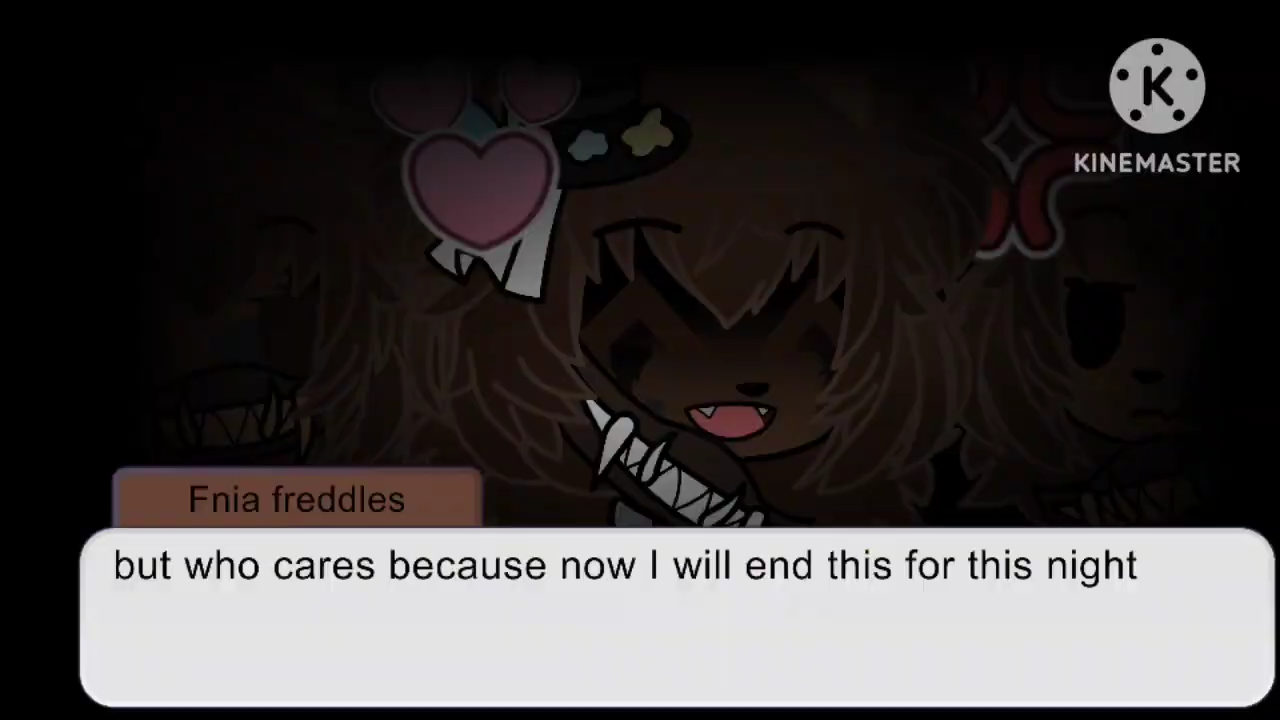 KINEMASTER
Fnia freddles
but who cares because now I will end this for this night